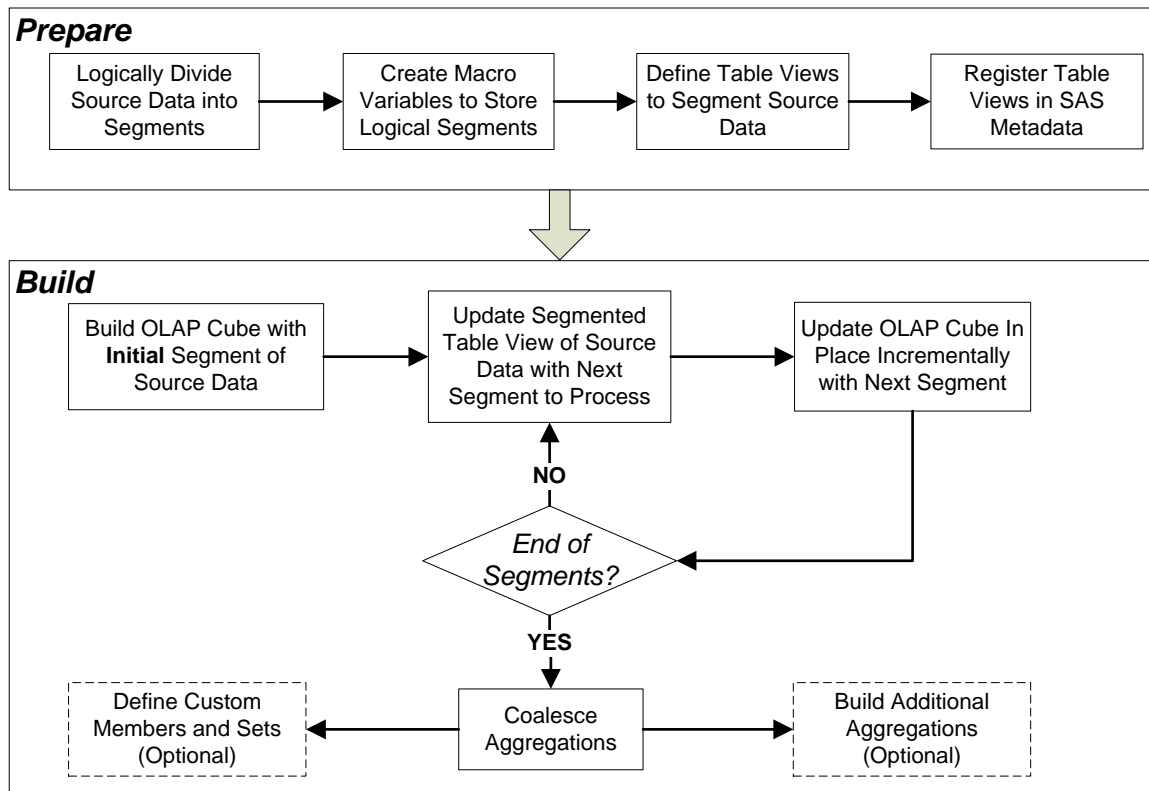 Prepare
Logically Divide
Source Data into
Segments
Create Macro
Variables to Store
Logical Segments
Define Table Views
to Segment Source
Data
Register Table
Views in SAS
Metadata
Build
Build OLAP Cube with
Initial Segment of
Source Data
Update Segmented
Table View of Source
Data with Next
Segment to Process
Update OLAP Cube In
Place Incrementally
with Next Segment
NO
End of
Segments?
YES
Define Custom
Members and Sets
(Optional)
Coalesce
Aggregations
Build Additional
Aggregations
(Optional)